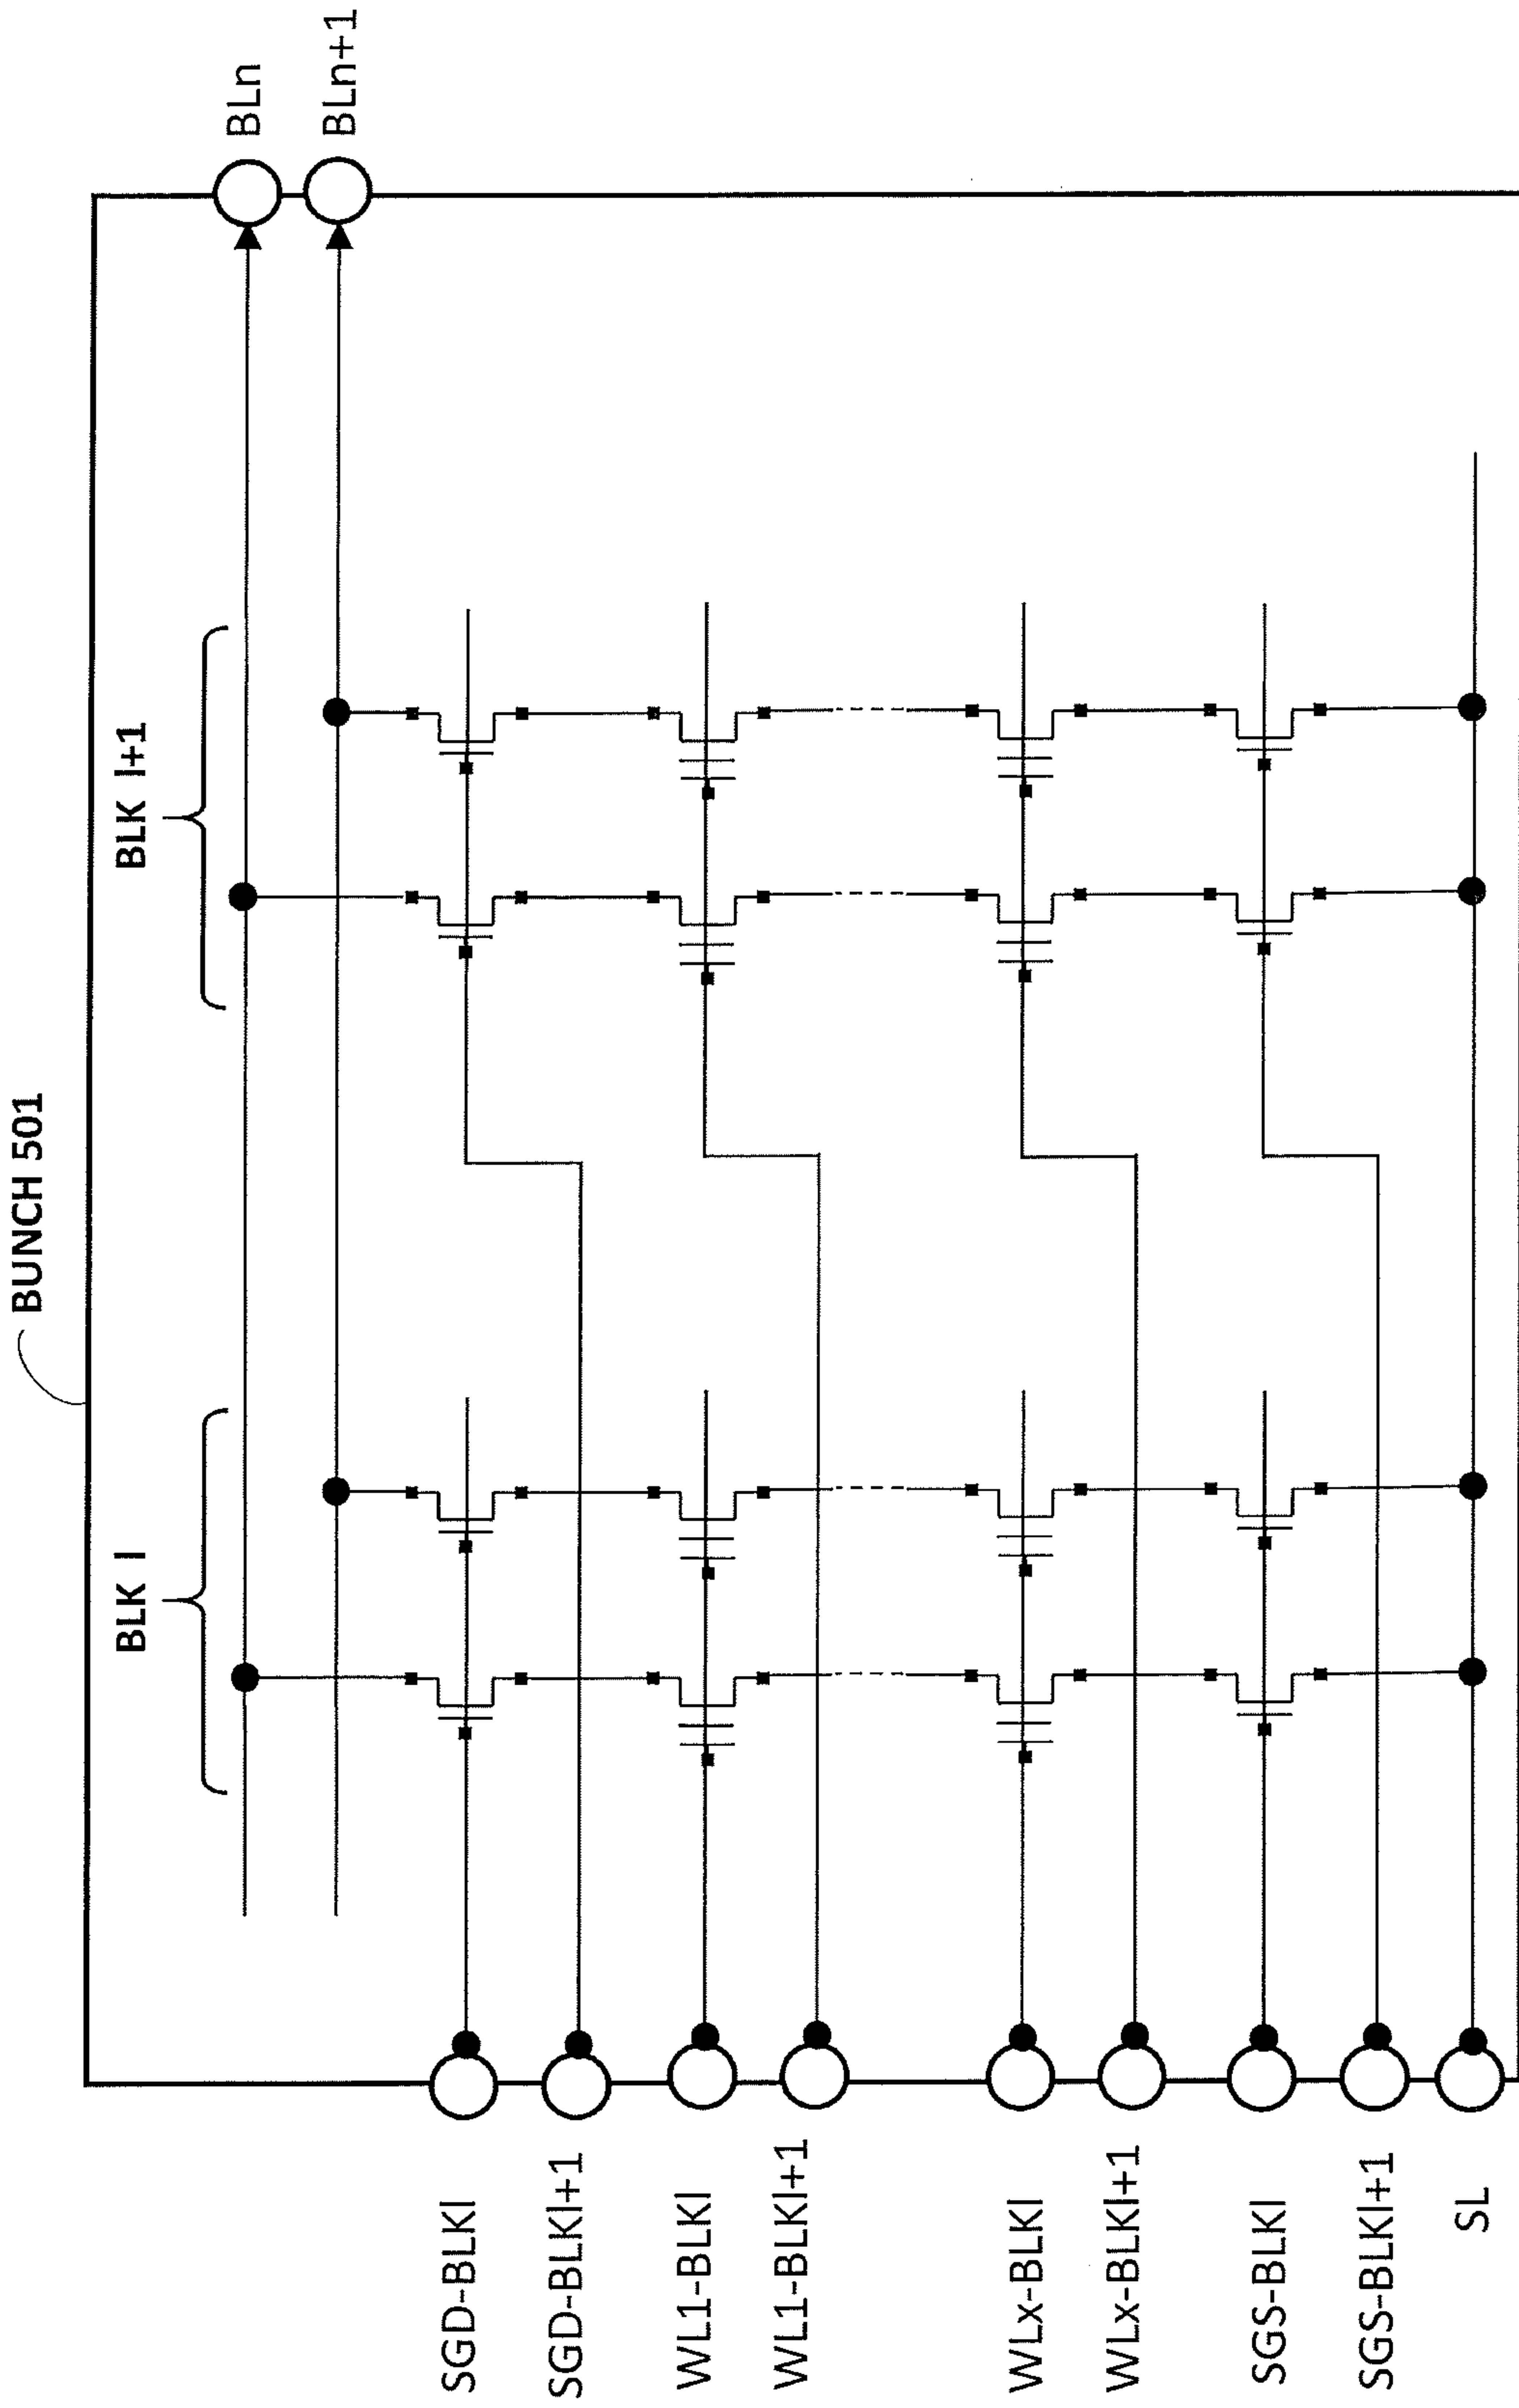 BUNCH 501
BLK I
BLK I+1
BLn
BLn+1
SGD-BLKI
SGD-BLKI+1
WL1-BLKI
WL1-BLKI+1
WLx-BLKI
WLx-BLKI+1
SGS-BLKI
SGS-BLKI+1
SL